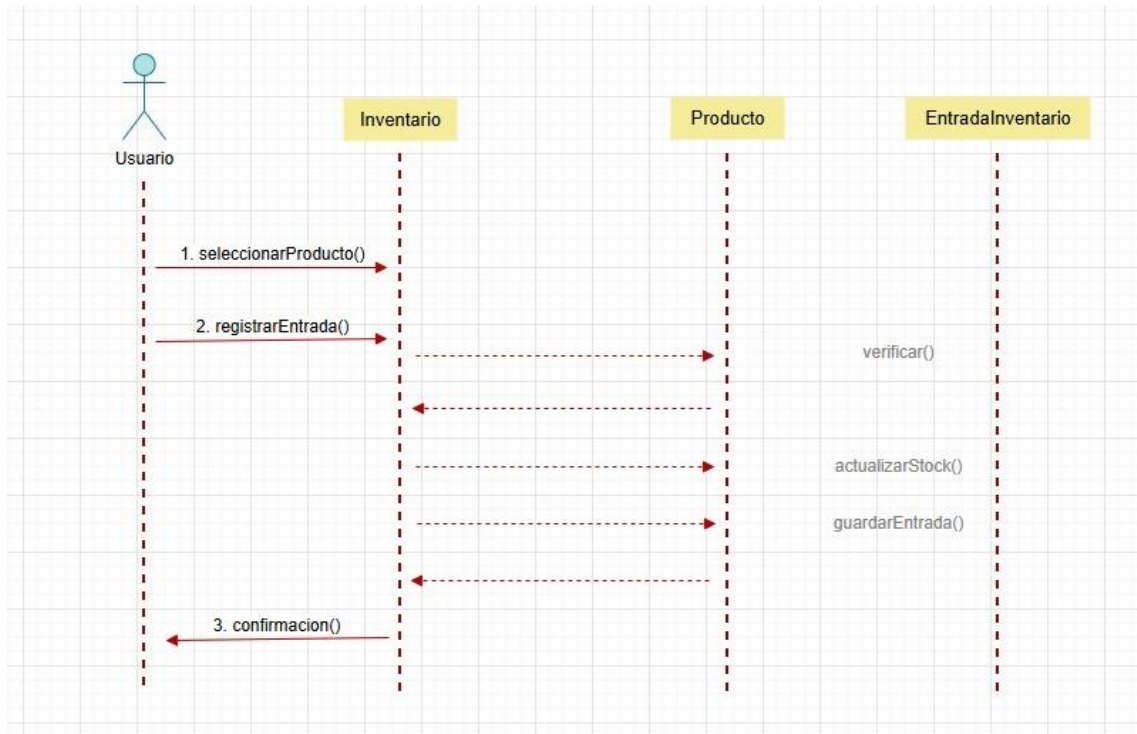 Usuario
Inventario
Producto
EntradaInventario
1. seleccionarProducto()
2. registrarEntrada()
verificar()
actualizarStock()
guardarEntrada()
3. confirmacion()